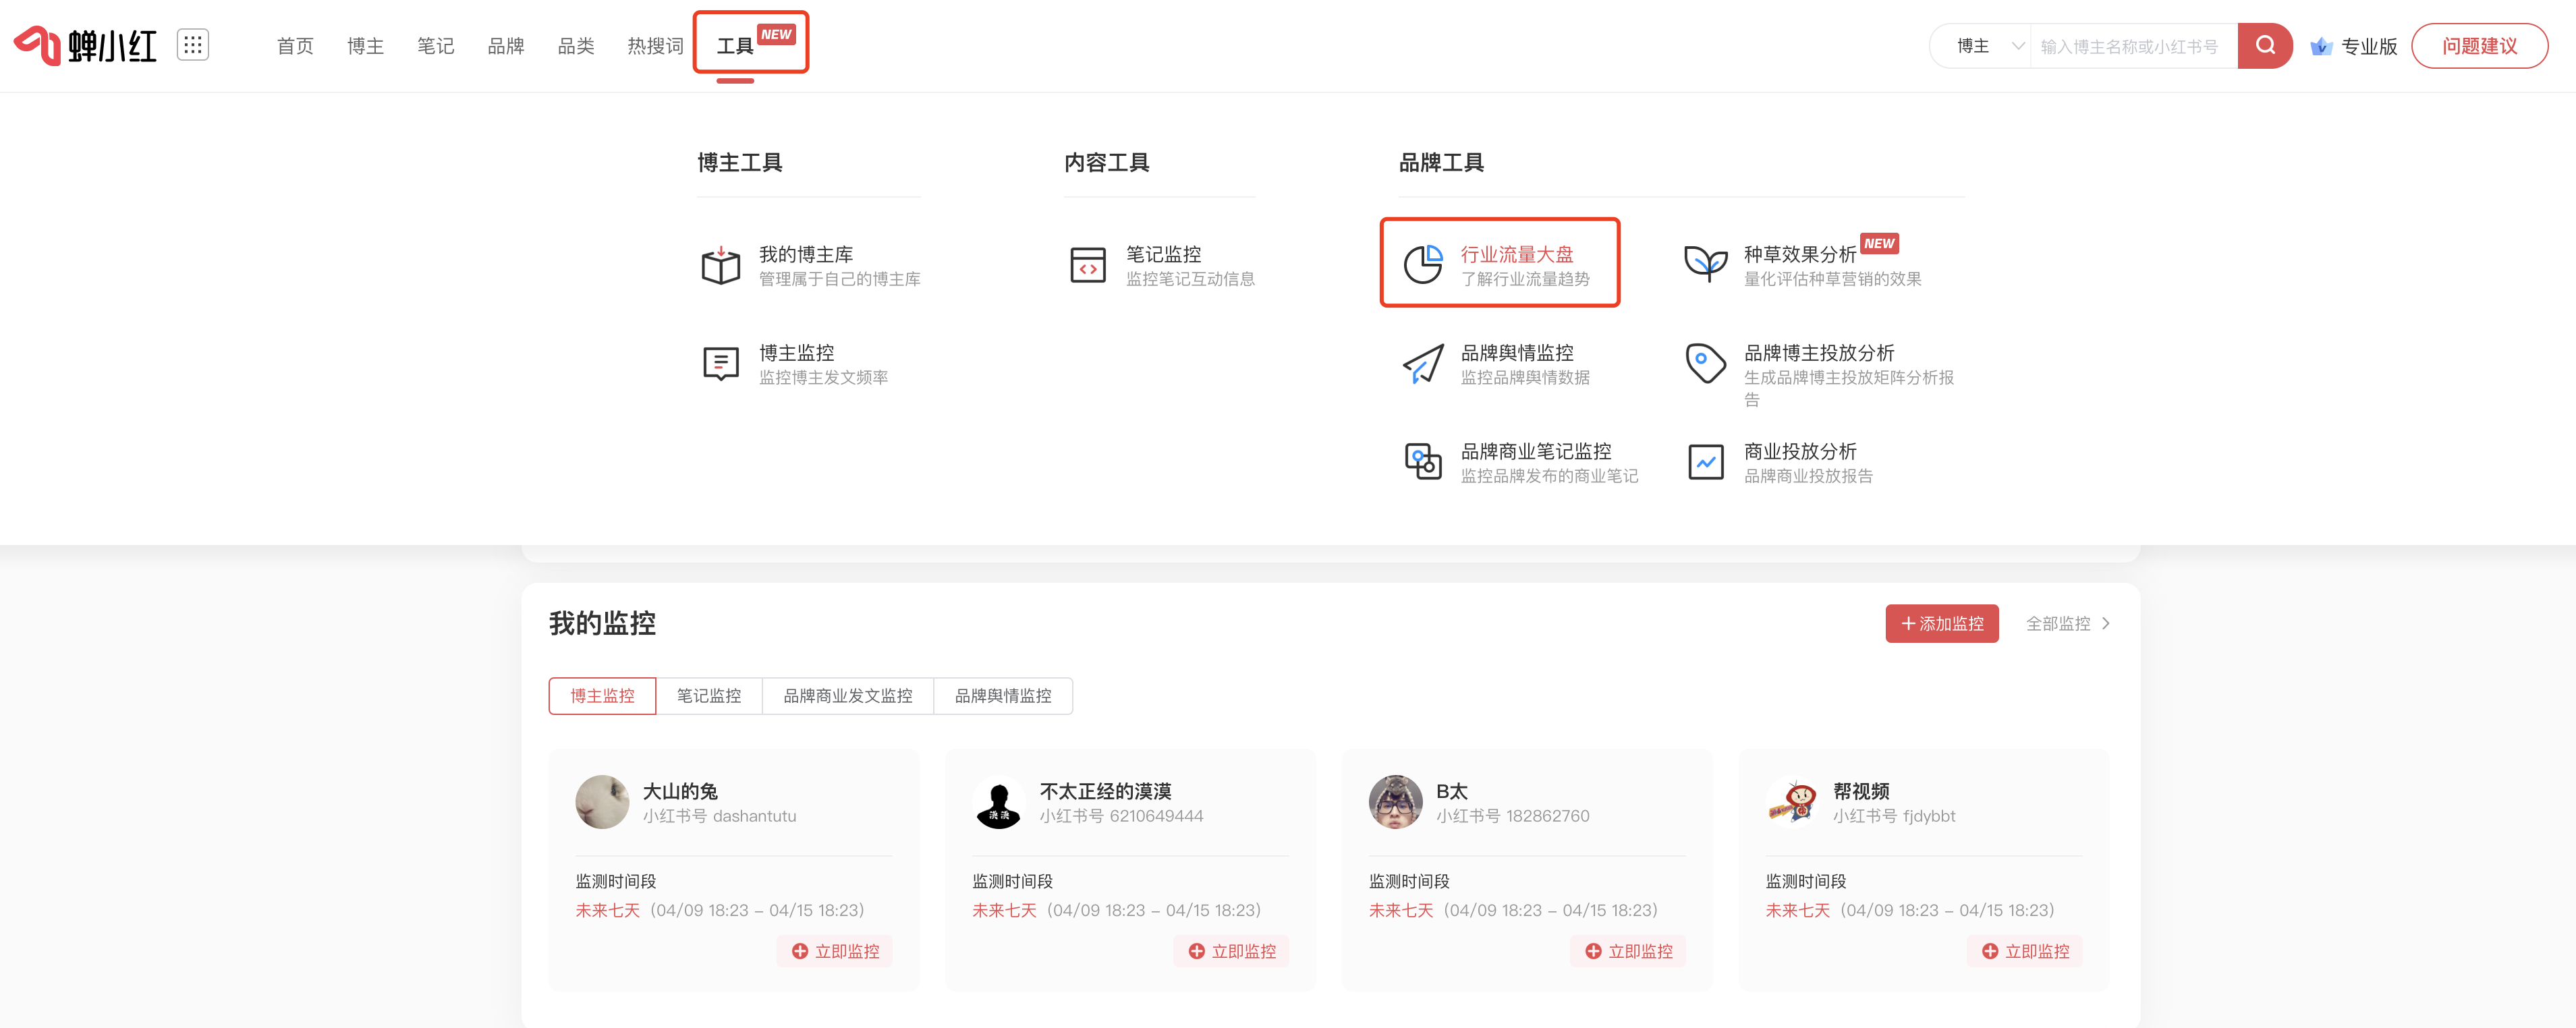 蝉小红
首页 博主 笔记 品牌 品类 热搜词 工具 NEW
博主 输入博主名称或小红书号 专业版 问题建议
博主工具
我的博主库
管理属于自己的博主库
博主监控
监控博主发文频率
内容工具
笔记监控
监控笔记互动信息
品牌工具
行业流量大盘
了解行业流量趋势
种草效果分析 NEW
量化评估种草营销的效果
品牌舆情监控
监控品牌舆情数据
品牌博主投放分析
生成品牌博主投放矩阵分析报
告
品牌商业笔记监控
监控品牌发布的商业笔记
商业投放分析
品牌商业投放报告
我的监控
添加监控 全部监控
博主监控 笔记监控 品牌商业发文监控 品牌舆情监控
大山的兔
小红书号 dashantutu
监测时间段
未来七天（04/09 18:23 – 04/15 18:23）
立即监控
不太正经的漠漠
小红书号 6210649444
监测时间段
未来七天（04/09 18:23 – 04/15 18:23）
立即监控
B太
小红书号 182862760
监测时间段
未来七天（04/09 18:23 – 04/15 18:23）
立即监控
帮视频
小红书号 fjdybbt
监测时间段
未来七天（04/09 18:23 – 04/15 18:23）
立即监控